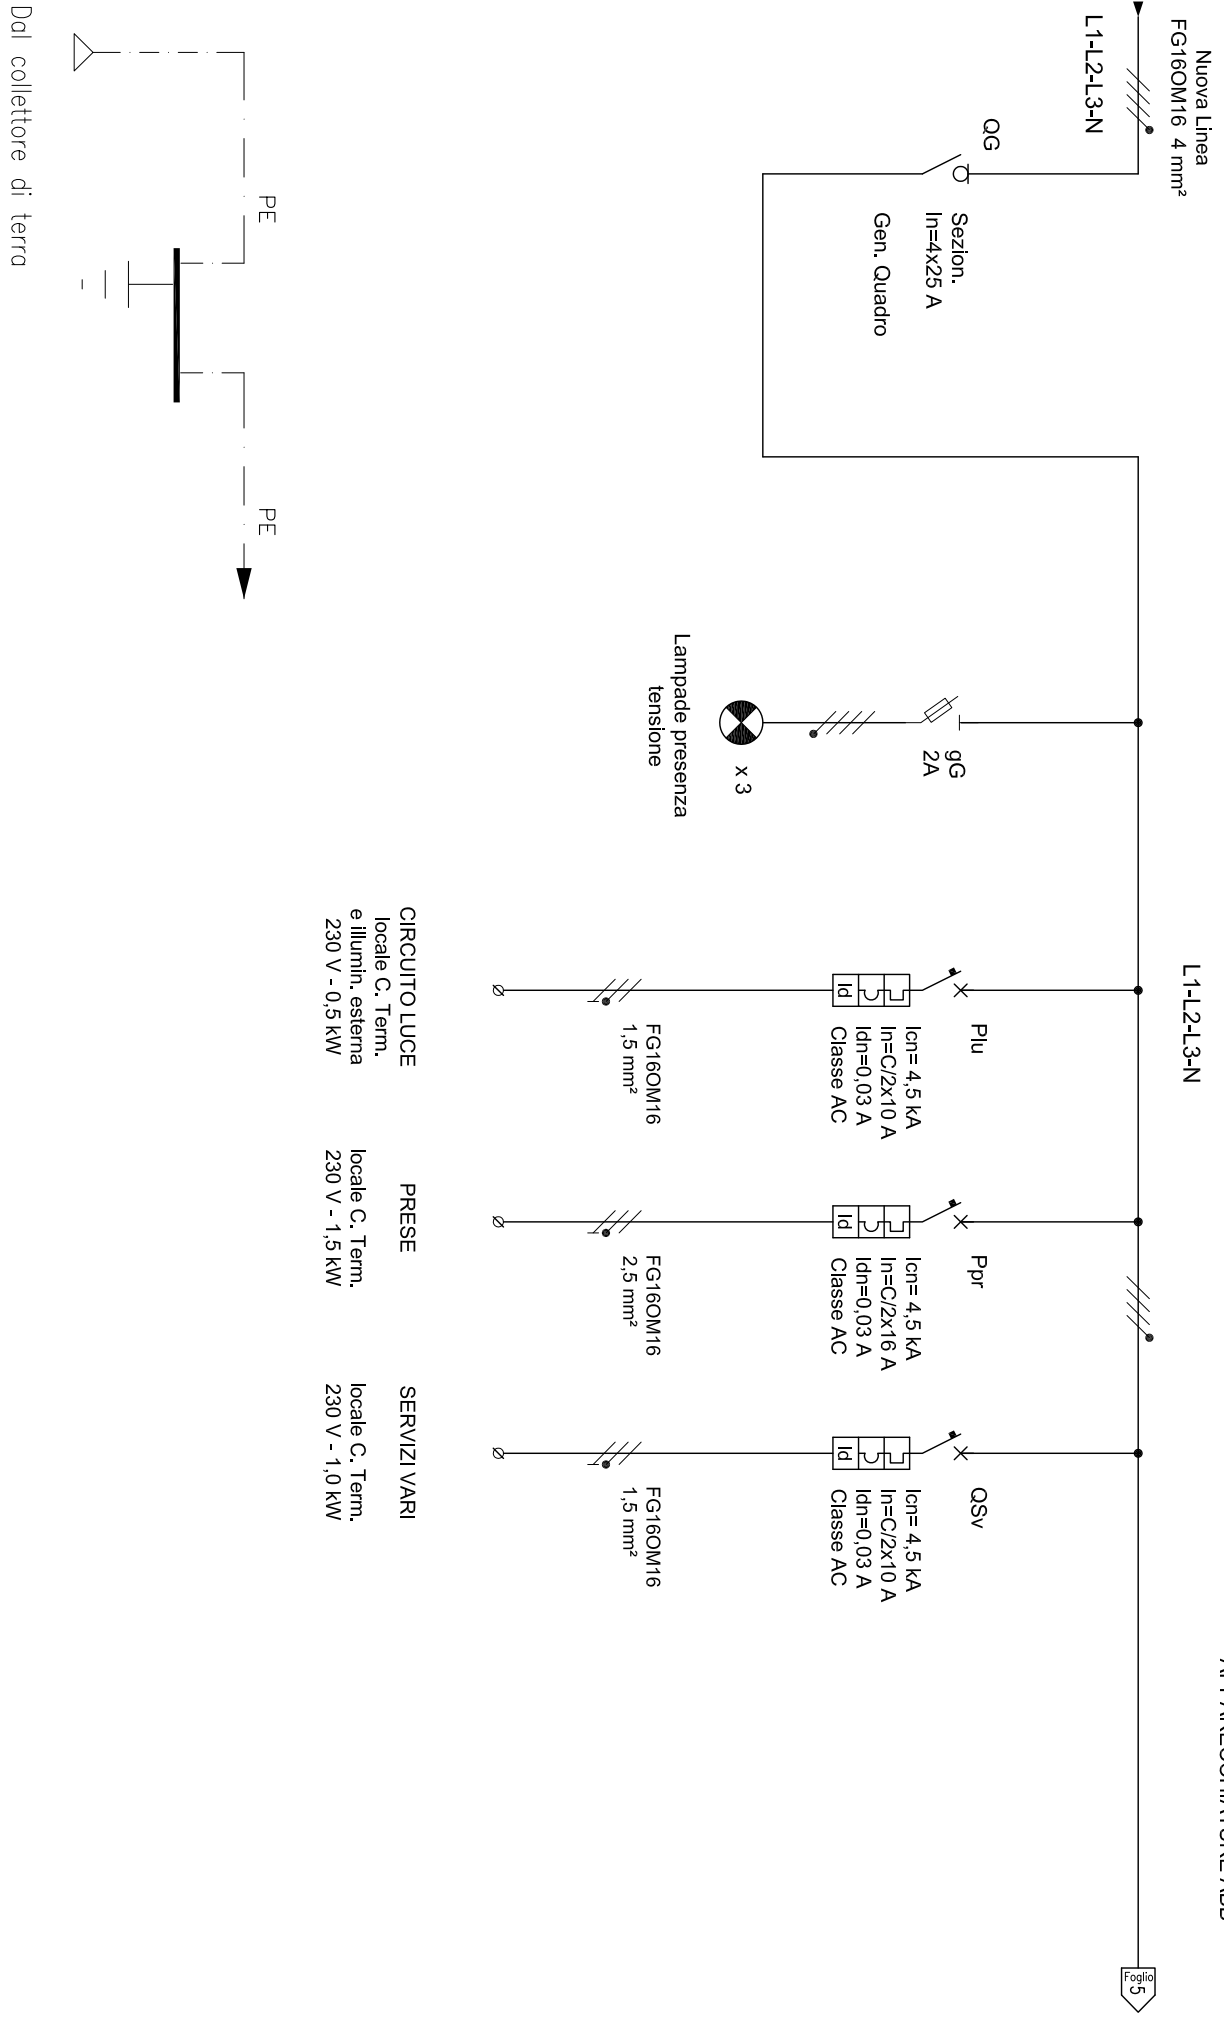 Nuova Linea
FG16OM16 4 mm²
L1-L2-L3-N
QG
Sezion.
In=4x25 A
Gen. Quadro
L1-L2-L3-N
gG
2A
x 3
Lampade presenza
tensione
Plu
Icn= 4,5 kA
In=C/2x10 A
Idn=0,03 A
Classe AC
Id
FG16OM16
1,5 mm²
CIRCUITO LUCE
locale C. Term.
e illumin. esterna
230 V - 0,5 kW
Ppr
Icn= 4,5 kA
In=C/2x16 A
Idn=0,03 A
Classe AC
Id
FG16OM16
2,5 mm²
PRESE
locale C. Term.
230 V - 1,5 kW
QSv
Icn= 4,5 kA
In=C/2x10 A
Idn=0,03 A
Classe AC
Id
FG16OM16
1,5 mm²
SERVIZI VARI
locale C. Term.
230 V - 1,0 kW
Foglio
5
PE
PE
Dal collettore di terra